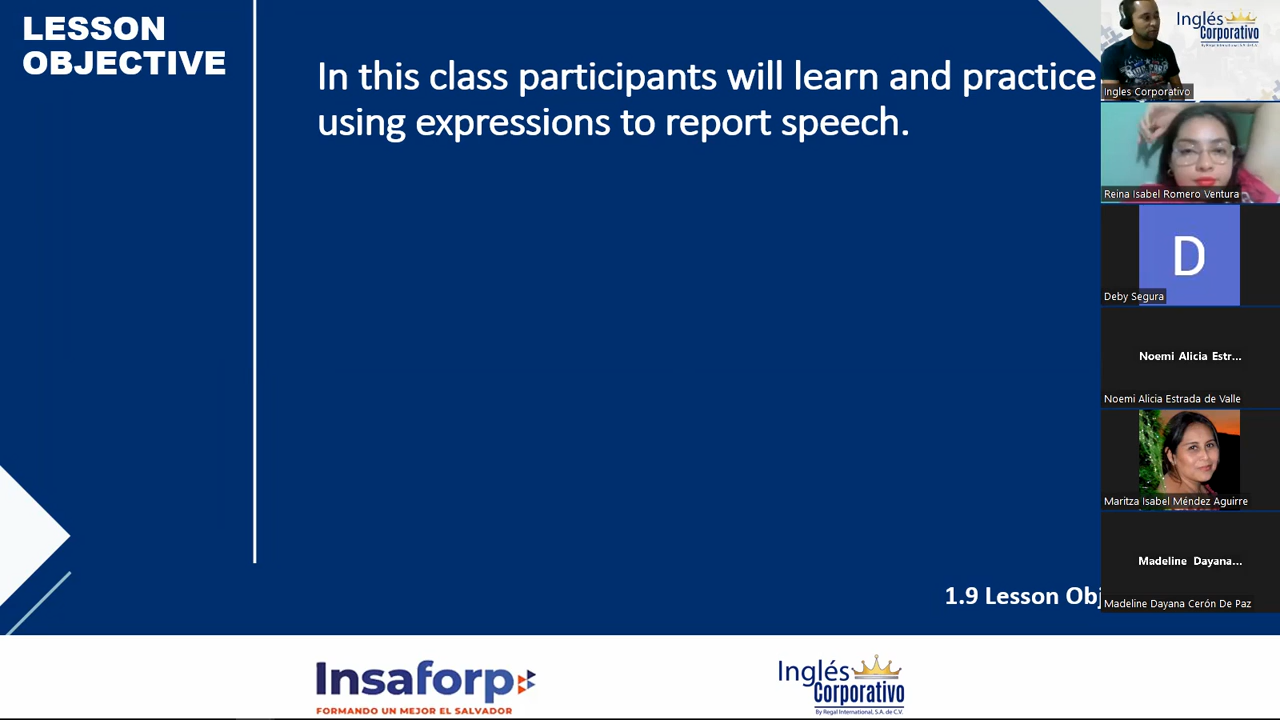 LESSON
OBJECTIVE
In this class participants will learn and practice
using expressions to report speech.
1.9 Lesson Obj
Insaforp
FORMANDO UN MEJOR EL SALVADOR
Inglés
Corporativo
By Regal International, S.A. de C.V.
Inglés
Corporativo
Ingles Corporativo
Reina Isabel Romero Ventura
D
Deby Segura
Noemi Alicia Estr...
Noemi Alicia Estrada de Valle
Maritza Isabel Méndez Aguirre
Madeline Dayana...
Madeline Dayana Cerón De Paz